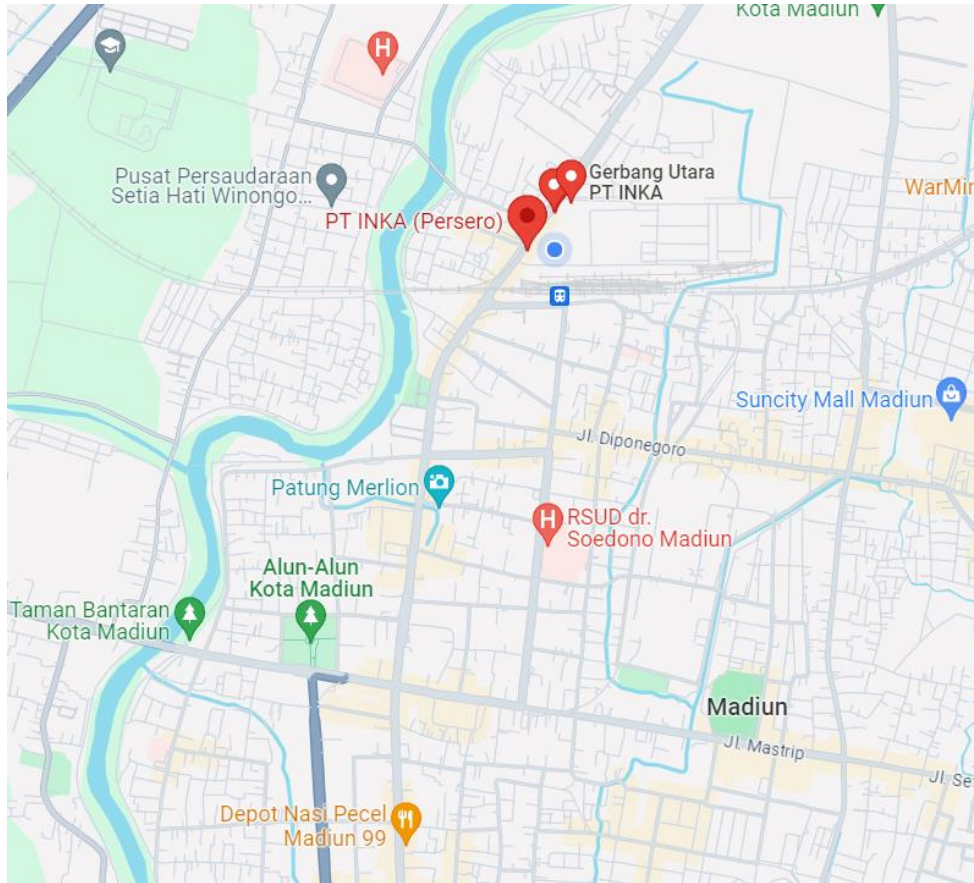 Kota Madiun
H
Pusat Persaudaraan
Setia Hati Winongo...
Gerbang Utara
PT INKA
WarMin
PT INKA (Persero)
Suncity Mall Madiun
Jl. Diponegoro
Patung Merlion
H
RSUD dr.
Soedono Madiun
Alun-Alun
Kota Madiun
Taman Bantaran
Kota Madiun
Madiun
Jl. Mastrip
Jl. Se
Depot Nasi Pecel
Madiun 99